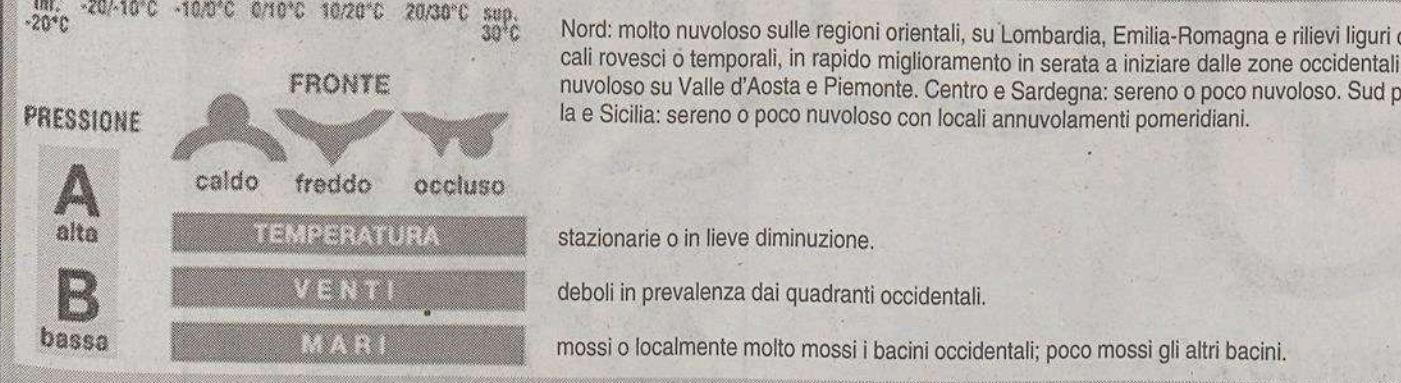 inf. -20/-10°C -10/0°C 0/10°C 10/20°C 20/30°C sup.
-20°C 30°C
FRONTE
PRESSIONE
caldo freddo occluso
A
alta
B
bassa
TEMPERATURA
VENTI
MARI
Nord: molto nuvoloso sulle regioni orientali, su Lombardia, Emilia-Romagna e rilievi liguri
cali rovesci o temporali, in rapido miglioramento in serata a iniziare dalle zone occidentali
nuvoloso su Valle d'Aosta e Piemonte. Centro e Sardegna: sereno o poco nuvoloso. Sud p
la e Sicilia: sereno o poco nuvoloso con locali annuvolamenti pomeridiani.
stazionarie o in lieve diminuzione.
deboli in prevalenza dai quadranti occidentali.
mossi o localmente molto mossi i bacini occidentali; poco mossi gli altri bacini.